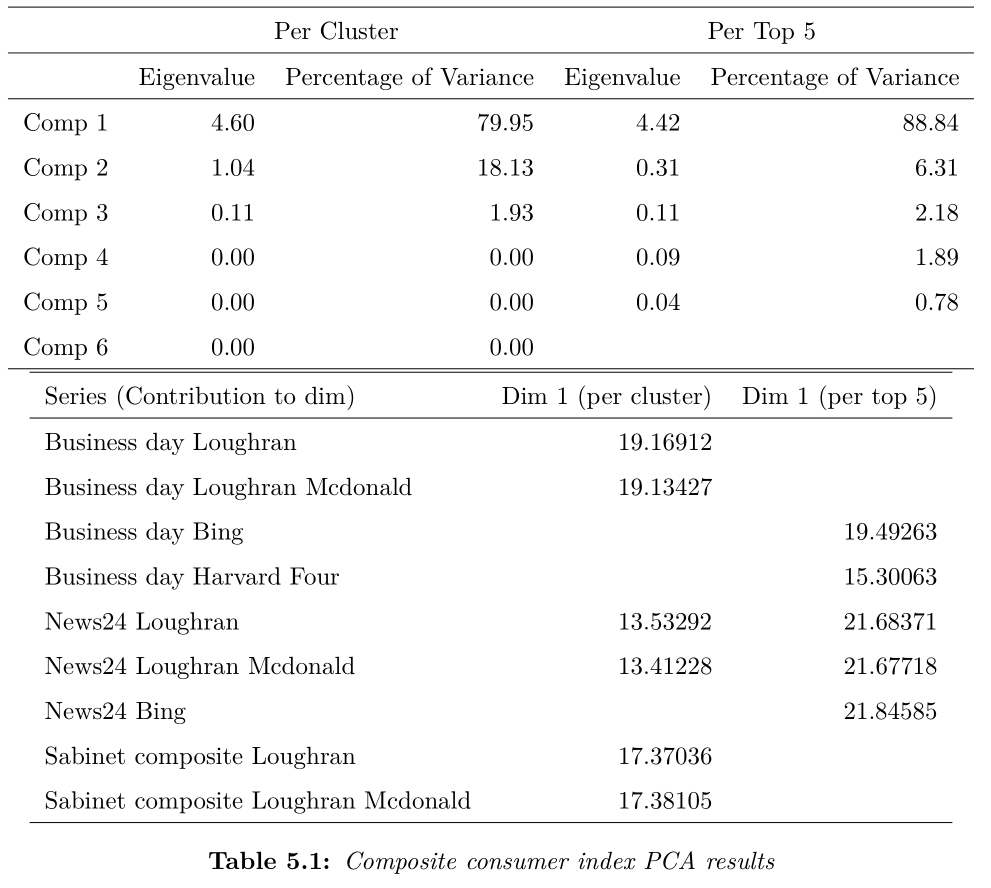 Per Cluster Per Top 5
Eigenvalue Percentage of Variance Eigenvalue Percentage of Variance
Comp 1 4.60 79.95 4.42 88.84
Comp 2 1.04 18.13 0.31 6.31
Comp 3 0.11 1.93 0.11 2.18
Comp 4 0.00 0.00 0.09 1.89
Comp 5 0.00 0.00 0.04 0.78
Comp 6 0.00 0.00
Series (Contribution to dim) Dim 1 (per cluster) Dim 1 (per top 5)
Business day Loughran 19.16912
Business day Loughran Mcdonald 19.13427
Business day Bing 19.49263
Business day Harvard Four 15.30063
News24 Loughran 13.53292 21.68371
News24 Loughran Mcdonald 13.41228 21.67718
News24 Bing 21.84585
Sabinet composite Loughran 17.37036
Sabinet composite Loughran Mcdonald 17.38105
Table 5.1: Composite consumer index PCA results